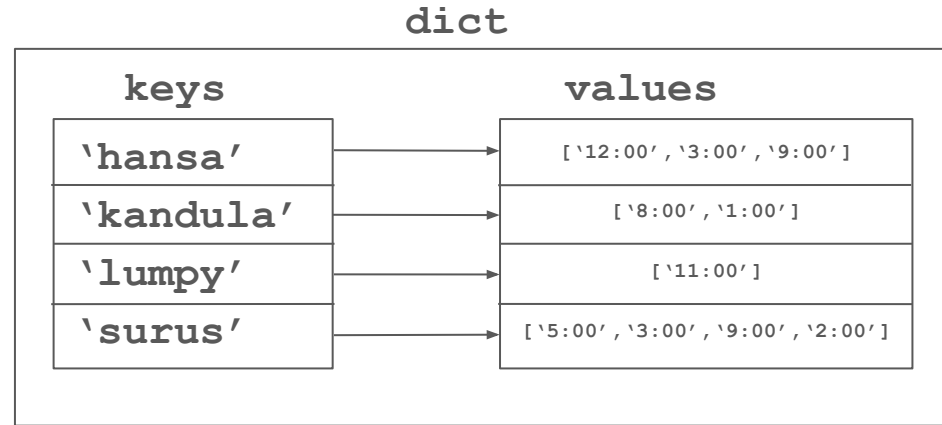 dict
keys values
‘hansa’ [‘12:00’,‘3:00’,‘9:00’]
‘kandula’ [‘8:00’,‘1:00’]
‘lumpy’ [‘11:00’]
‘surus’ [‘5:00’,‘3:00’,‘9:00’,‘2:00’]